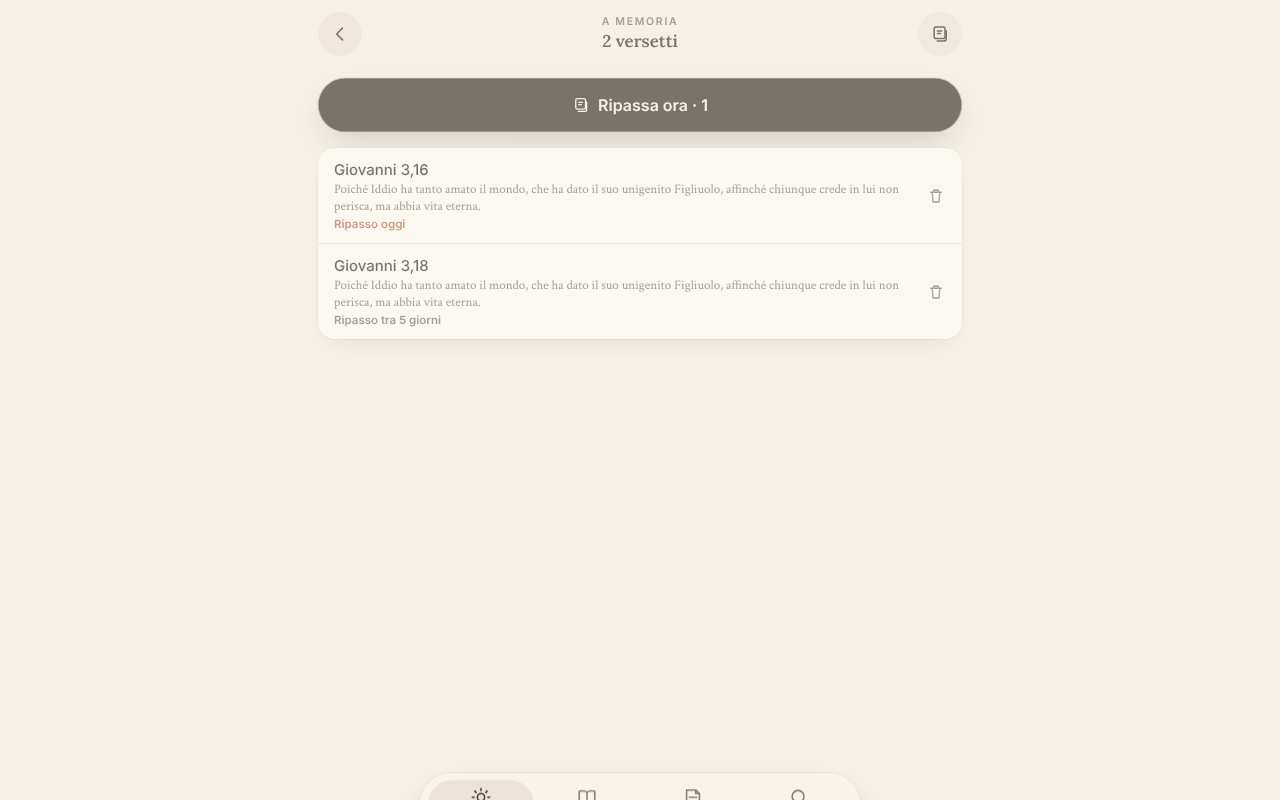 A MEMORIA
2 versetti
Ripassa ora · 1
Giovanni 3,16
Poiché Iddio ha tanto amato il mondo, che ha dato il suo unigenito Figliuolo, affinché chiunque crede in lui non
perisca, ma abbia vita eterna.
Ripasso oggi
Giovanni 3,18
Poiché Iddio ha tanto amato il mondo, che ha dato il suo unigenito Figliuolo, affinché chiunque crede in lui non
perisca, ma abbia vita eterna.
Ripasso tra 5 giorni